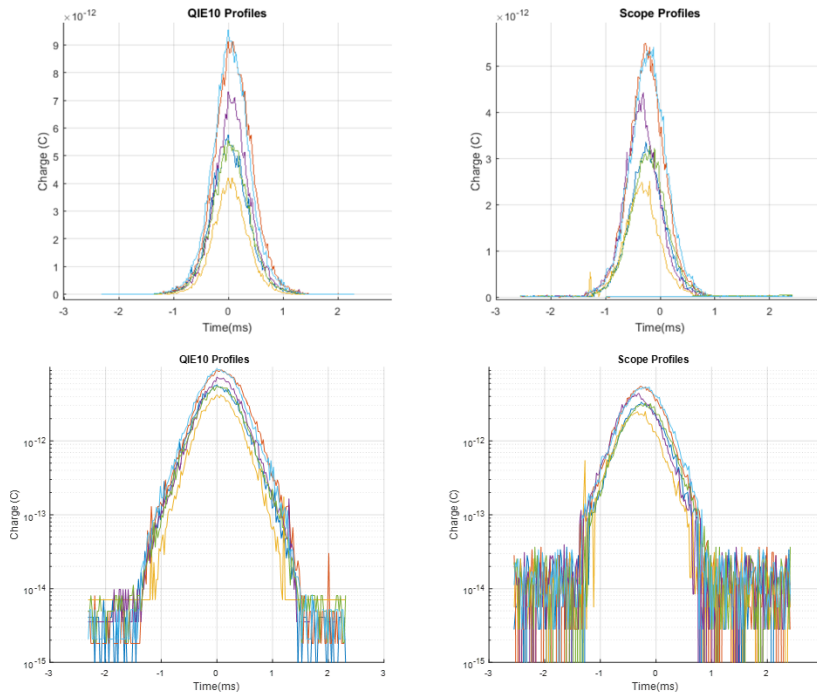 QIE10 Profiles
×10⁻¹²
9
8
7
6
5
4
3
2
1
0
Charge (C)
-3 -2 -1 0 1 2
Time(ms)
Scope Profiles
×10⁻¹²
5
4
3
2
1
0
Charge (C)
-3 -2 -1 0 1 2
Time(ms)
QIE10 Profiles
10⁻¹²
10⁻¹³
10⁻¹⁴
10⁻¹⁵
Charge (C)
-3 -2 -1 0 1 2 3
Time(ms)
Scope Profiles
10⁻¹²
10⁻¹³
10⁻¹⁴
10⁻¹⁵
Charge (C)
-3 -2 -1 0 1 2 3
Time(ms)